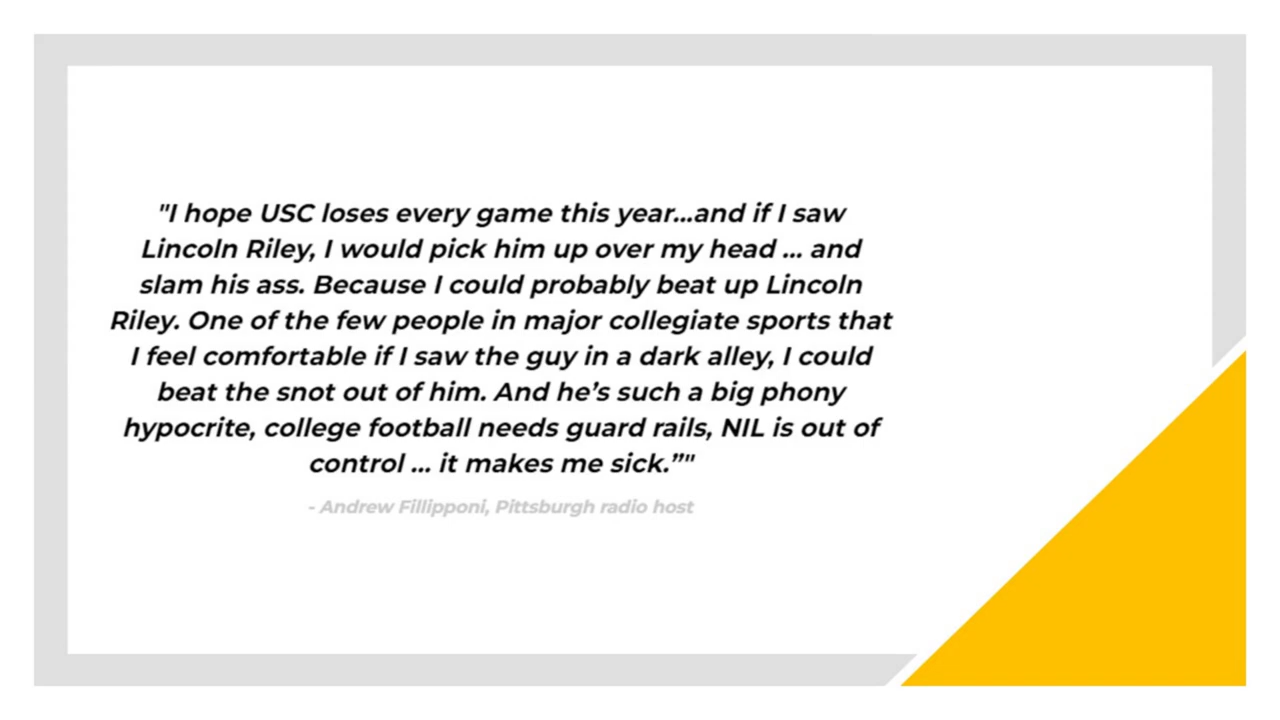 "I hope USC loses every game this year...and if I saw
Lincoln Riley, I would pick him up over my head ... and
slam his ass. Because I could probably beat up Lincoln
Riley. One of the few people in major collegiate sports that
I feel comfortable if I saw the guy in a dark alley, I could
beat the snot out of him. And he’s such a big phony
hypocrite, college football needs guard rails, NIL is out of
control ... it makes me sick.”"
- Andrew Fillipponi, Pittsburgh radio host